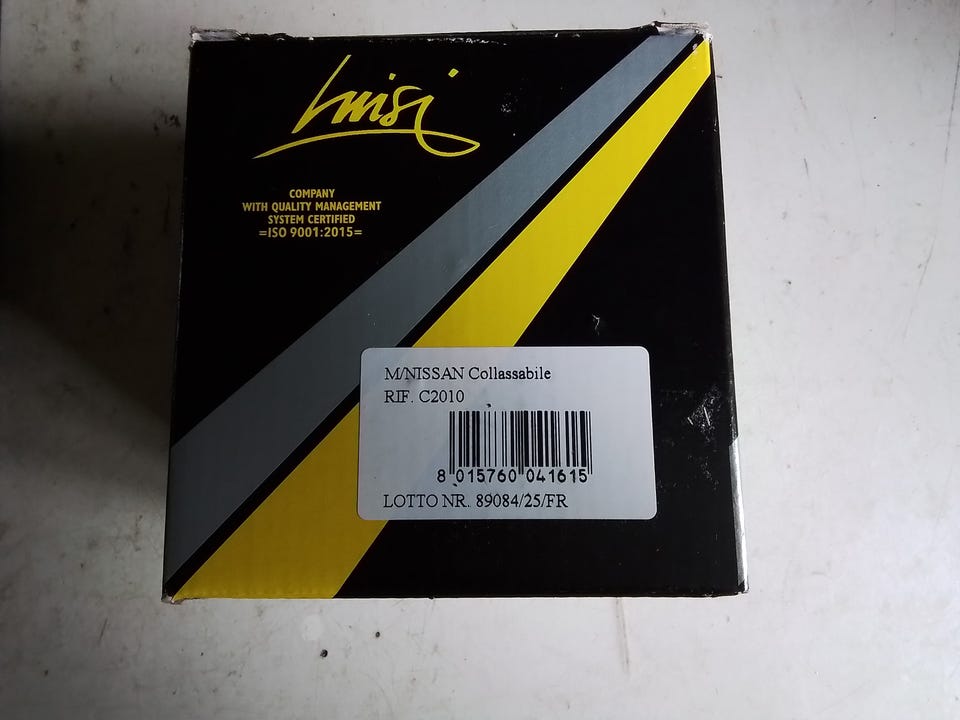 Luisi
COMPANY
WITH QUALITY MANAGEMENT
SYSTEM CERTIFIED
=ISO 9001:2015=
M/NISSAN Collassabile
RIF. C2010
8 015760 041615
LOTTO NR. 89084/25/FR